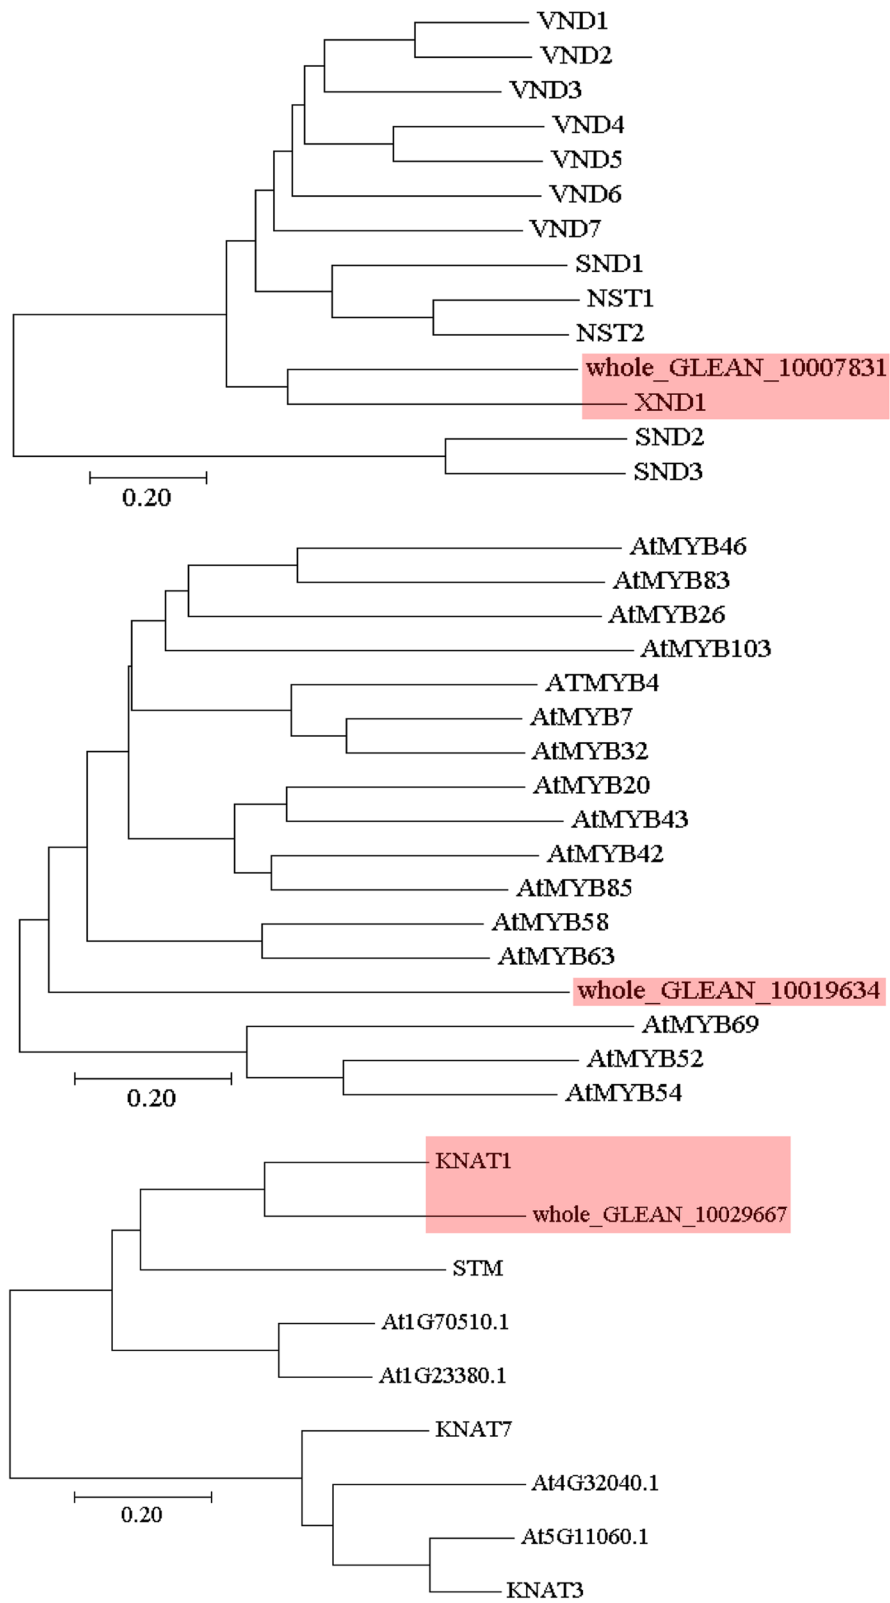 VND1
VND2
VND3
VND4
VND5
VND6
VND7
SND1
NST1
NST2
whole_GLEAN_10007831
XND1
SND2
SND3
0.20
AtMYB46
AtMYB83
AtMYB26
AtMYB103
ATMYB4
AtMYB7
AtMYB32
AtMYB20
AtMYB43
AtMYB42
AtMYB85
AtMYB58
AtMYB63
whole_GLEAN_10019634
AtMYB69
AtMYB52
AtMYB54
0.20
KNAT1
whole_GLEAN_10029667
STM
At1G70510.1
At1G23380.1
KNAT7
At4G32040.1
0.20
At5G11060.1
KNAT3